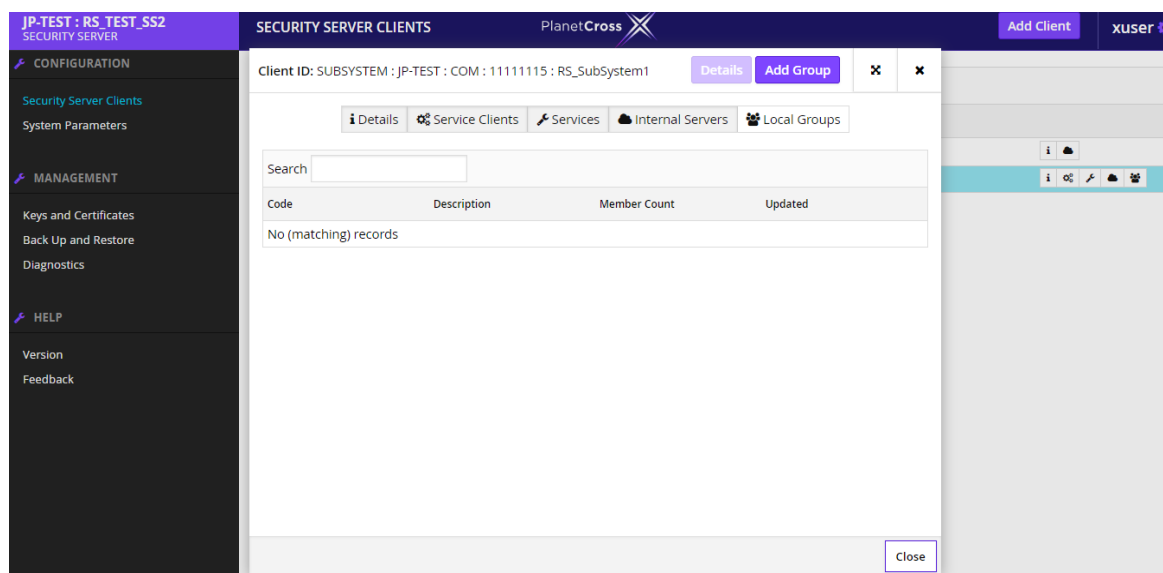 JP-TEST : RS_TEST_SS2
SECURITY SERVER
SECURITY SERVER CLIENTS
PlanetCross
Add Client
xuser
CONFIGURATION
Security Server Clients
System Parameters
MANAGEMENT
Keys and Certificates
Back Up and Restore
Diagnostics
HELP
Version
Feedback
Client ID: SUBSYSTEM : JP-TEST : COM : 11111115 : RS_SubSystem1
Details
Add Group
Details
Service Clients
Services
Internal Servers
Local Groups
Search
Code Description Member Count Updated
No (matching) records
Close